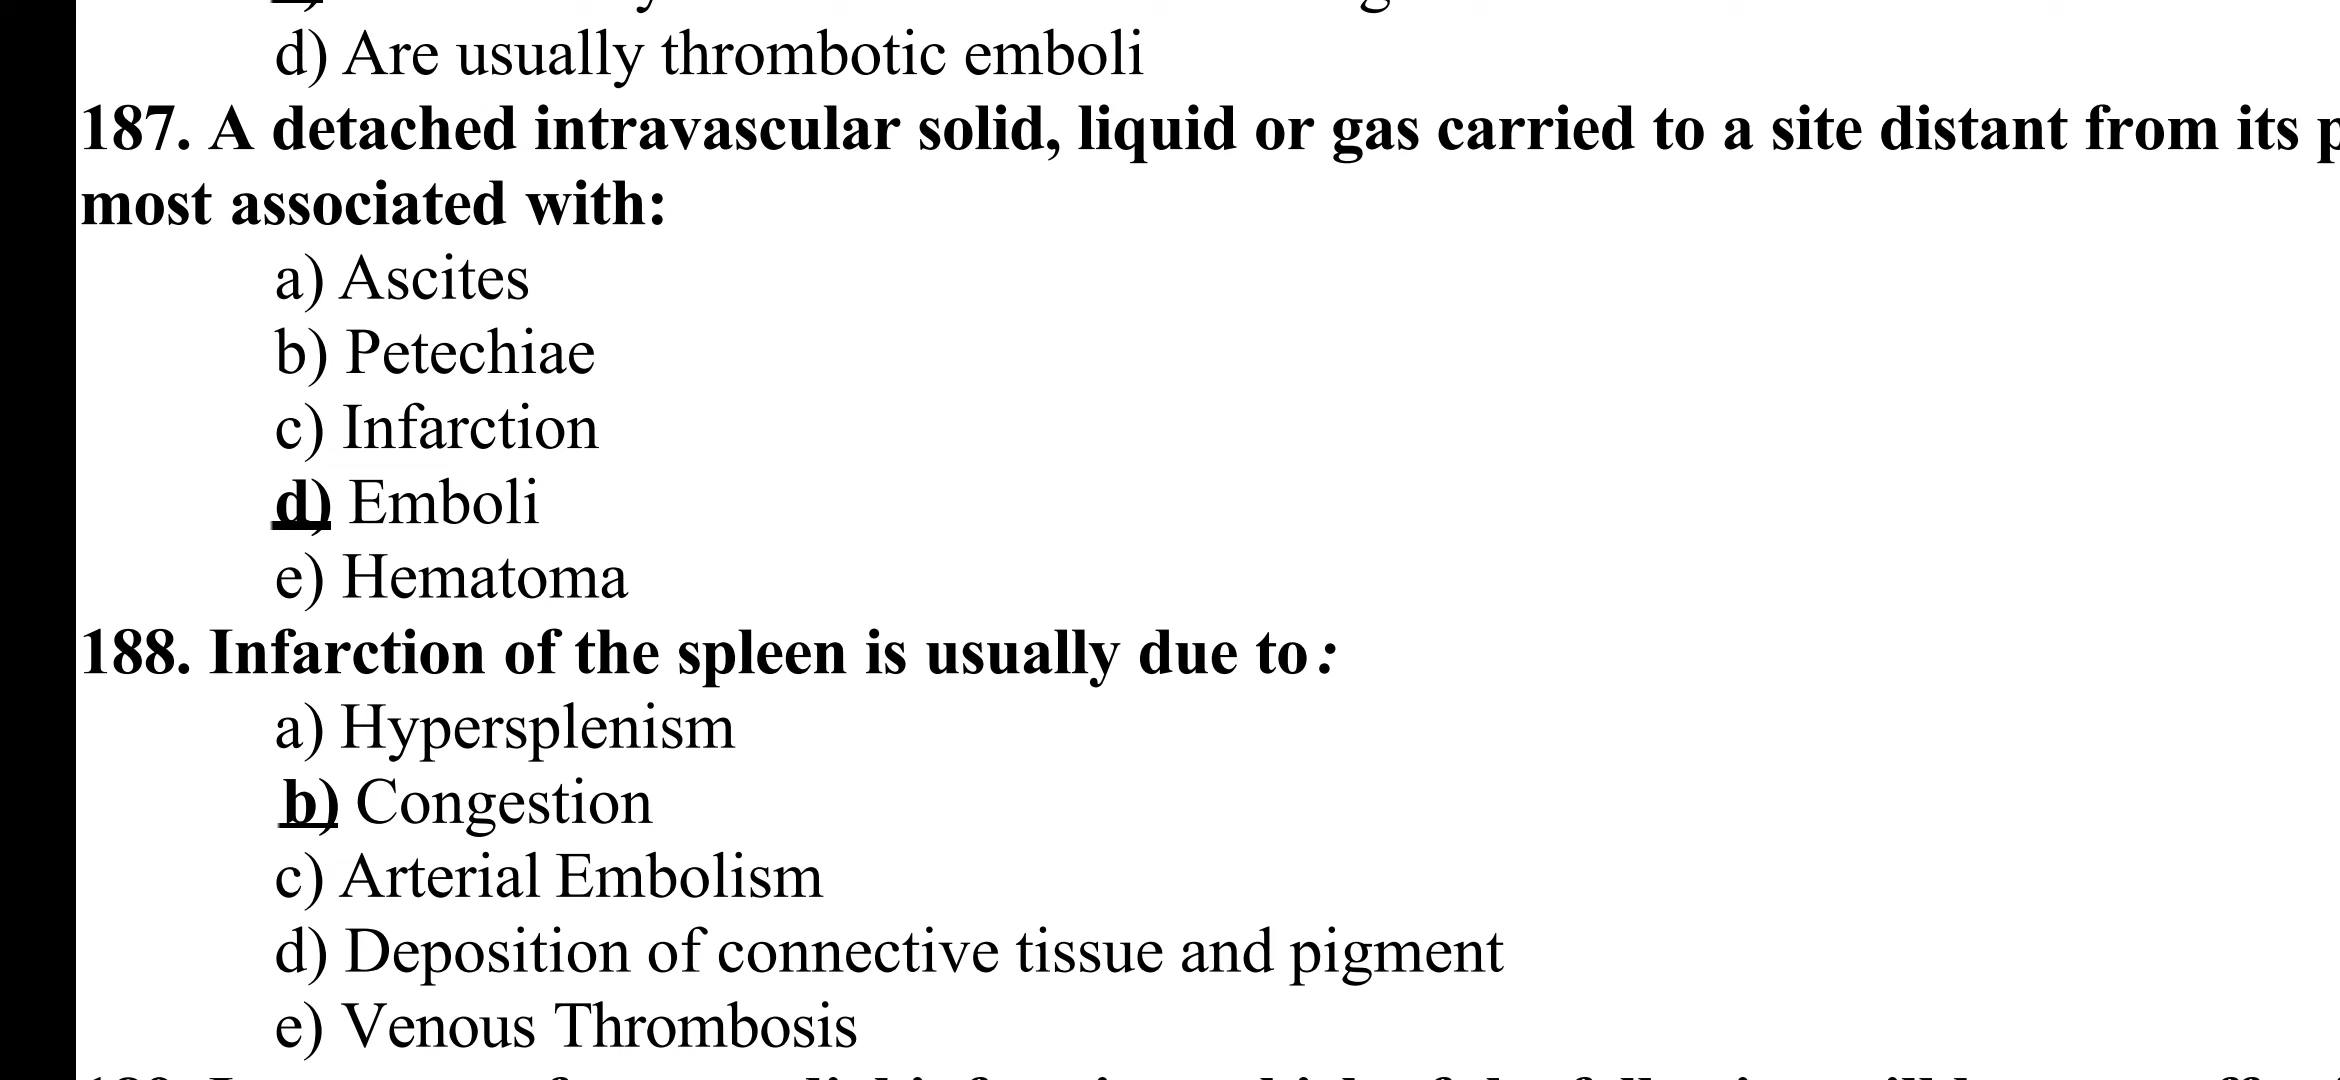 d) Are usually thrombotic emboli
187. A detached intravascular solid, liquid or gas carried to a site distant from its
most associated with:
a) Ascites
b) Petechiae
c) Infarction
d) Emboli
e) Hematoma
188. Infarction of the spleen is usually due to:
a) Hypersplenism
b) Congestion
c) Arterial Embolism
d) Deposition of connective tissue and pigment
e) Venous Thrombosis